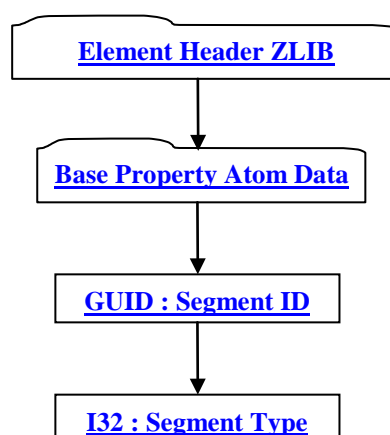 Element Header ZLIB
Base Property Atom Data
GUID : Segment ID
I32 : Segment Type